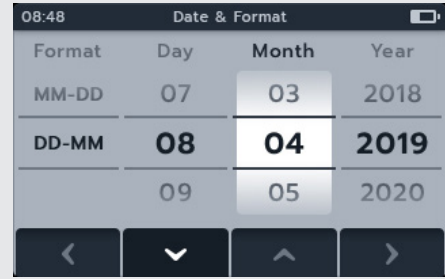 08:48 Date & Format
Format Day Month Year
MM-DD 07 03 2018
DD-MM 08 04 2019
09 05 2020